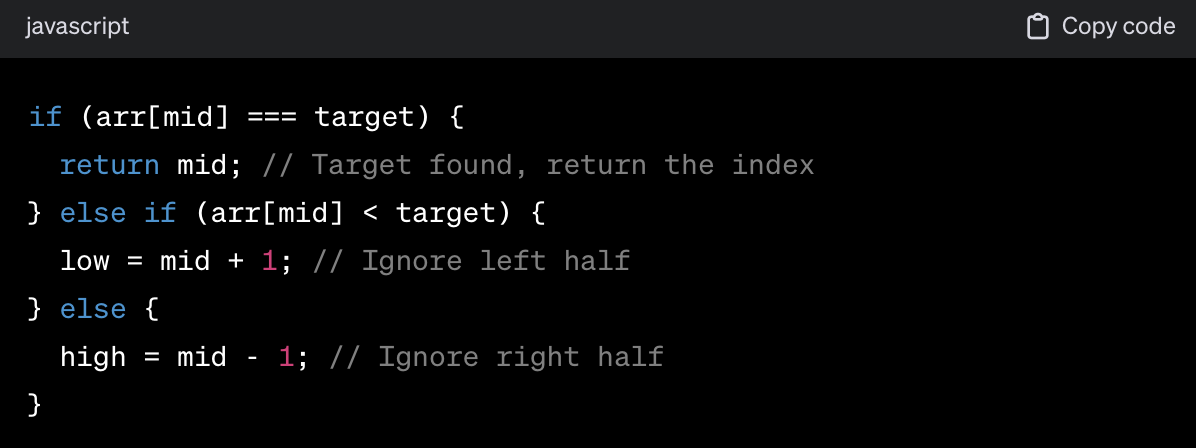 javascript
Copy code
if (arr[mid] === target) {
  return mid; // Target found, return the index
} else if (arr[mid] < target) {
  low = mid + 1; // Ignore left half
} else {
  high = mid - 1; // Ignore right half
}